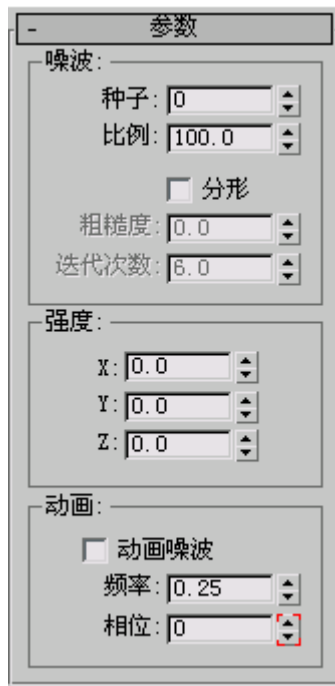 - 参数
噪波:
种子: 0
比例: 100.0
分形
粗糙度: 0.0
迭代次数: 6.0
强度:
X: 0.0
Y: 0.0
Z: 0.0
动画:
动画噪波
频率: 0.25
相位: 0